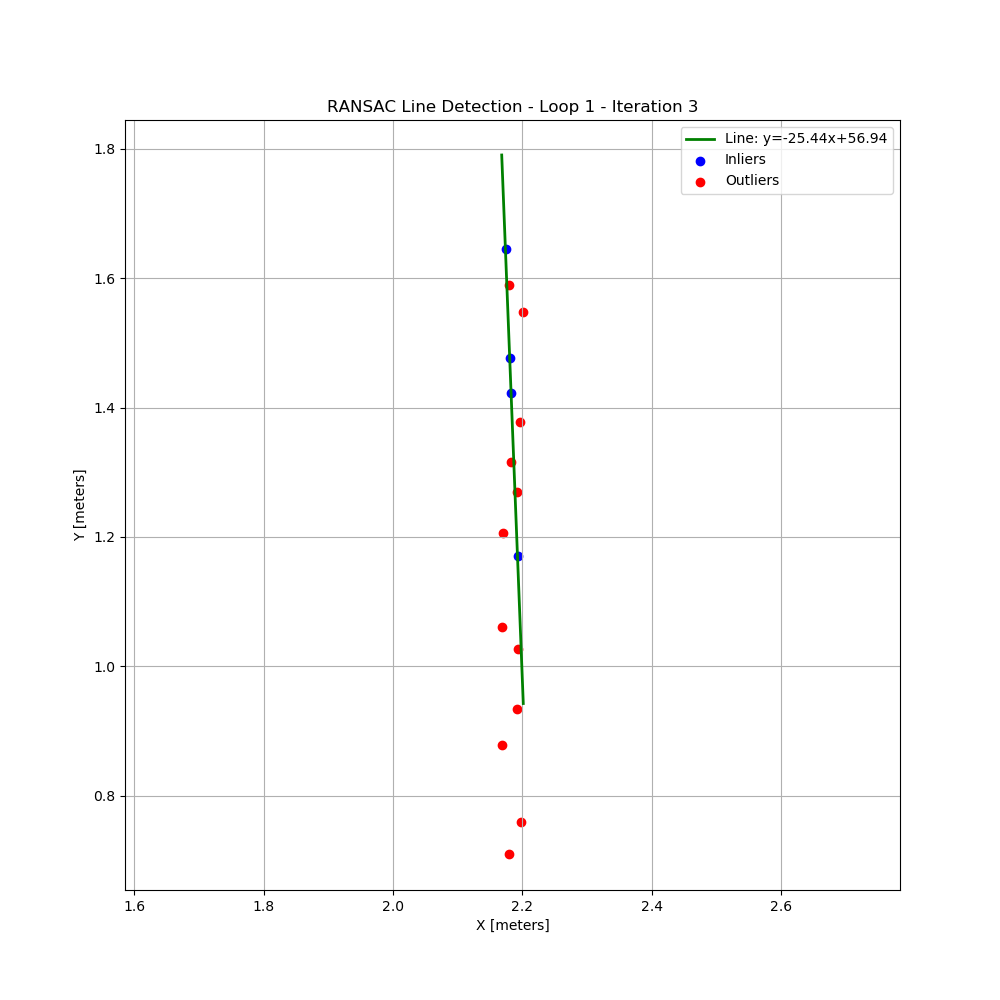 RANSAC Line Detection - Loop 1 - Iteration 3
Line: y=-25.44x+56.94
Inliers
Outliers
Y [meters]
1.8
1.6
1.4
1.2
1.0
0.8
1.6
1.8
2.0
2.2
2.4
2.6
X [meters]